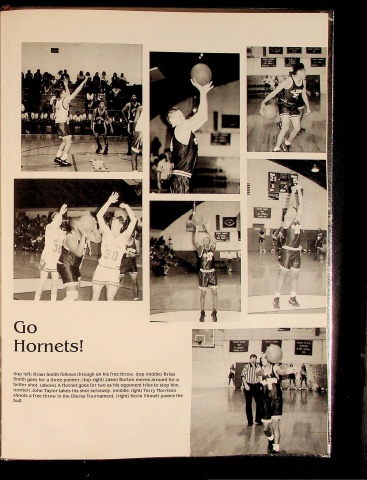 Go
Hornets!
(top left) Brian Smith follows through on his free throw. (top middle) Brian
Smith goes for a three-pointer. (top right) Jason Burton moves around for a
better shot. (above) A Hornet goes for two as his opponent tries to stop him.
(center) John Taylor takes his shot seriously. (middle right) Terry Morrison
shoots a free throw in the Dierks Tournament. (right) Kevin passes the
ball.
50